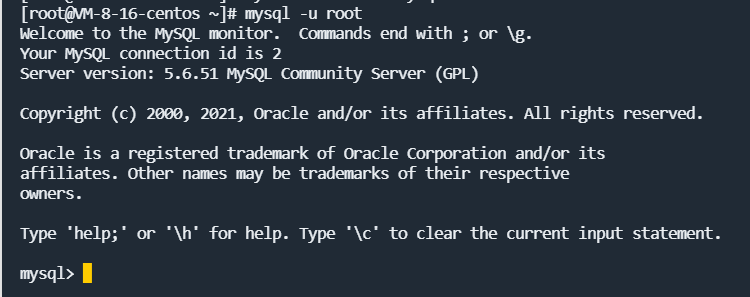 [root@VM-8-16-centos ~]# mysql -u root
Welcome to the MySQL monitor.  Commands end with ; or \g.
Your MySQL connection id is 2
Server version: 5.6.51 MySQL Community Server (GPL)
Copyright (c) 2000, 2021, Oracle and/or its affiliates. All rights reserved.
Oracle is a registered trademark of Oracle Corporation and/or its
affiliates. Other names may be trademarks of their respective
owners.
Type 'help;' or '\h' for help. Type '\c' to clear the current input statement.
mysql>